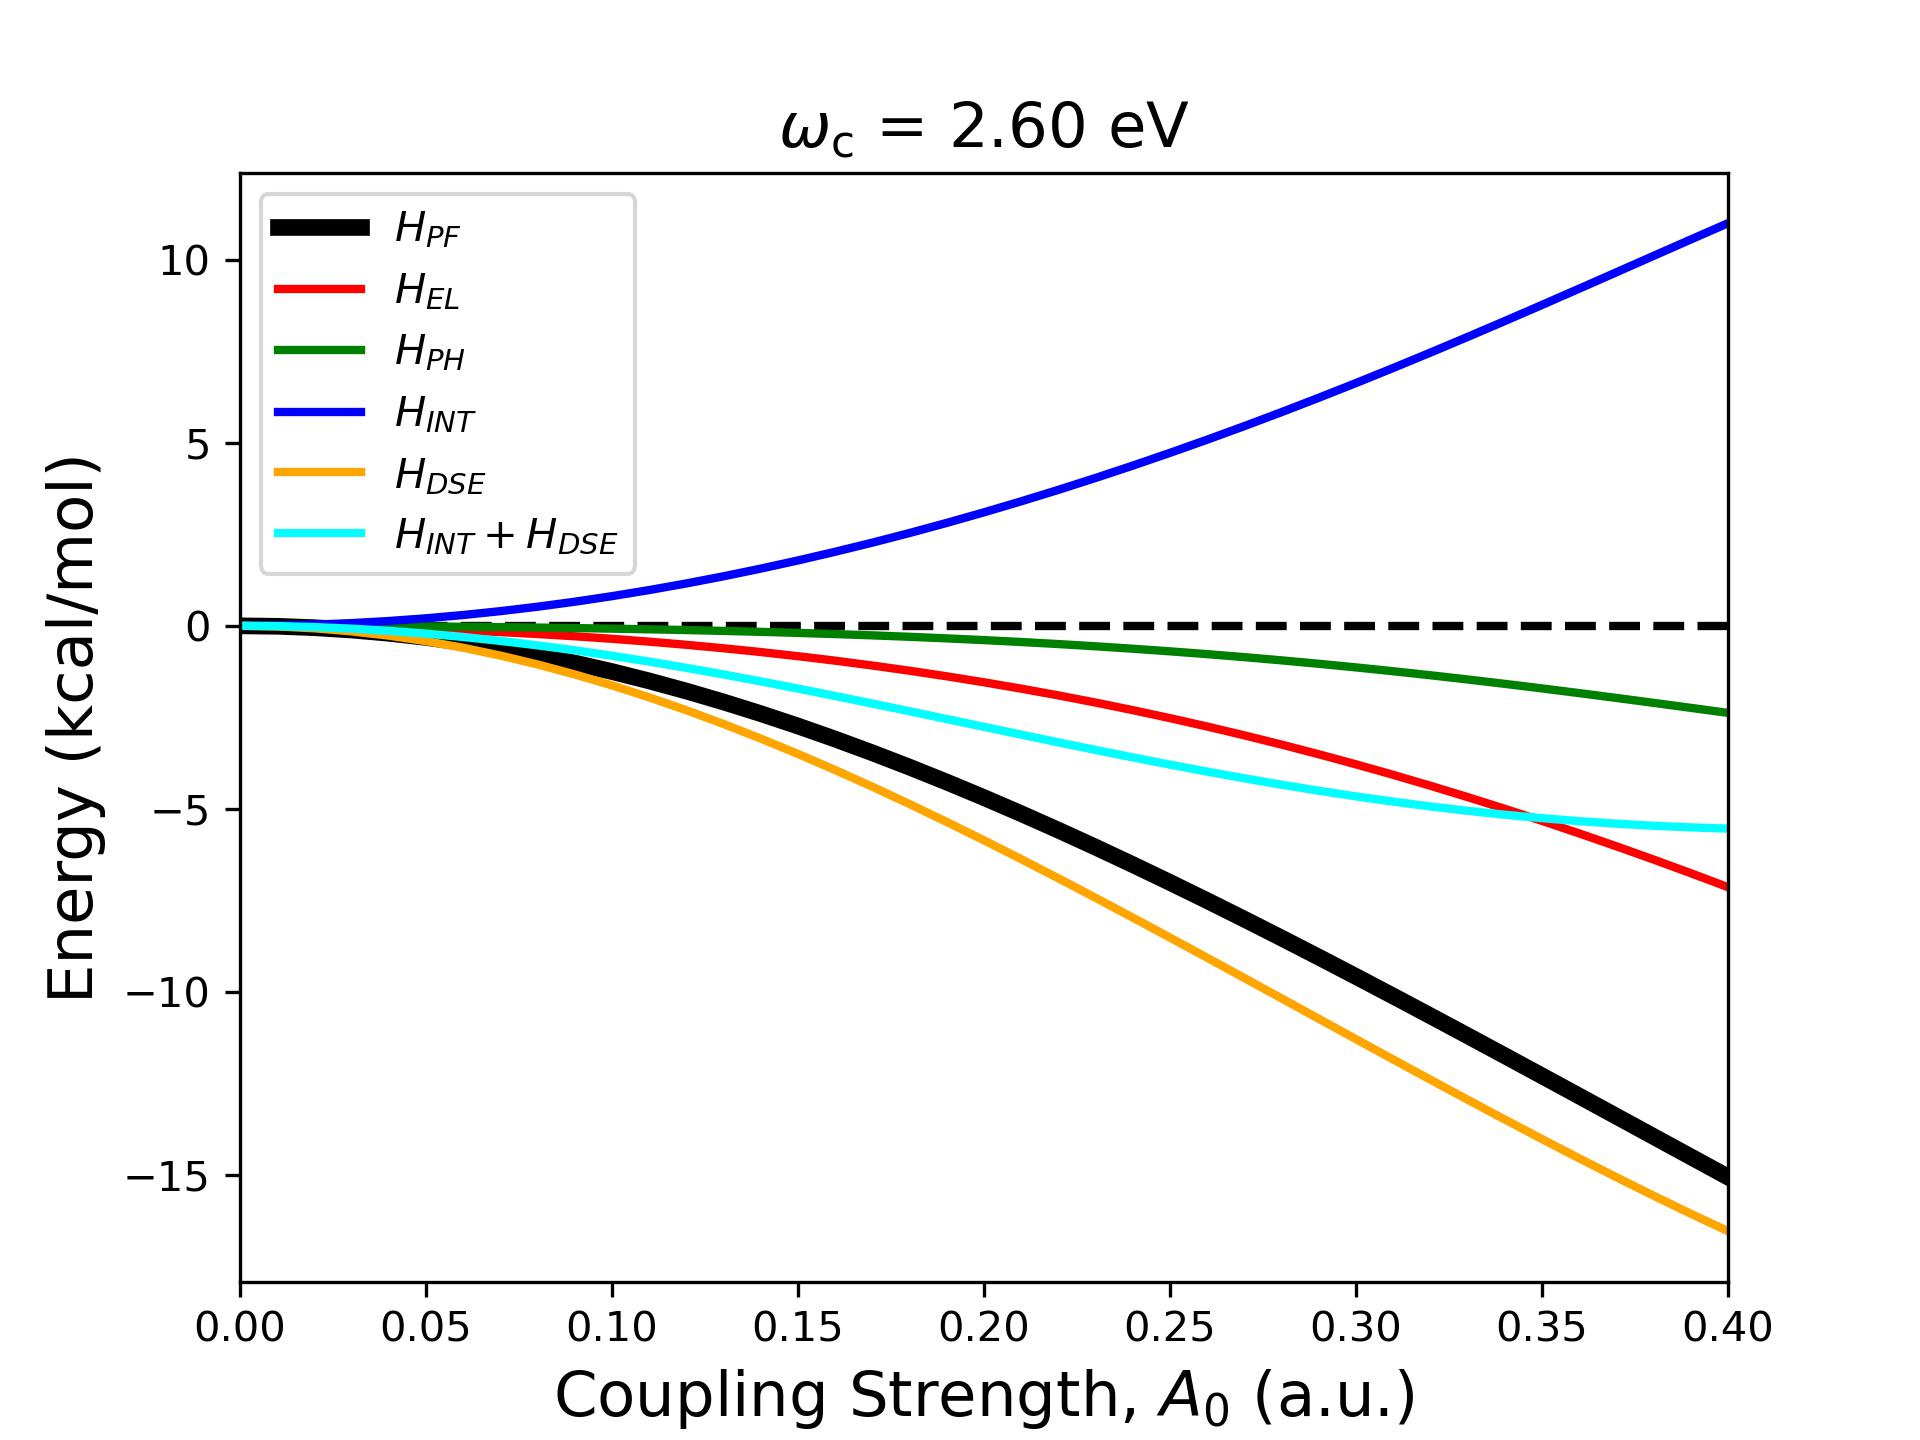 ω_c = 2.60 eV
H_PF
H_EL
H_PH
H_INT
H_DSE
H_INT + H_DSE
Energy (kcal/mol)
10
5
0
−5
−10
−15
0.00 0.05 0.10 0.15 0.20 0.25 0.30 0.35 0.40
Coupling Strength, A_0 (a.u.)